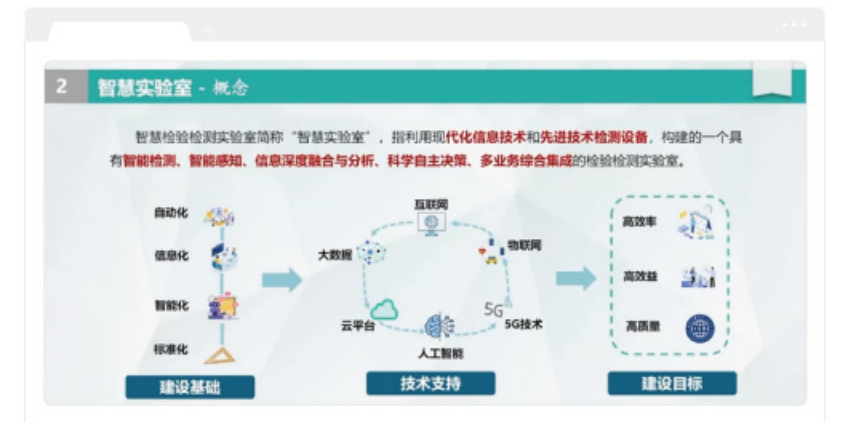 2 智慧实验室 - 概念
智慧检验检测实验室简称“智慧实验室”，指利用现代化信息技术和先进技术检测设备，构建的一个具
有智能检测、智能感知、信息深度融合与分析、科学自主决策、多业务综合集成的检验检测实验室。
自动化
信息化
智能化
标准化
建设基础
互联网
大数据
物联网
云平台
5G
5G技术
人工智能
技术支持
高效率
高效益
高质量
建设目标